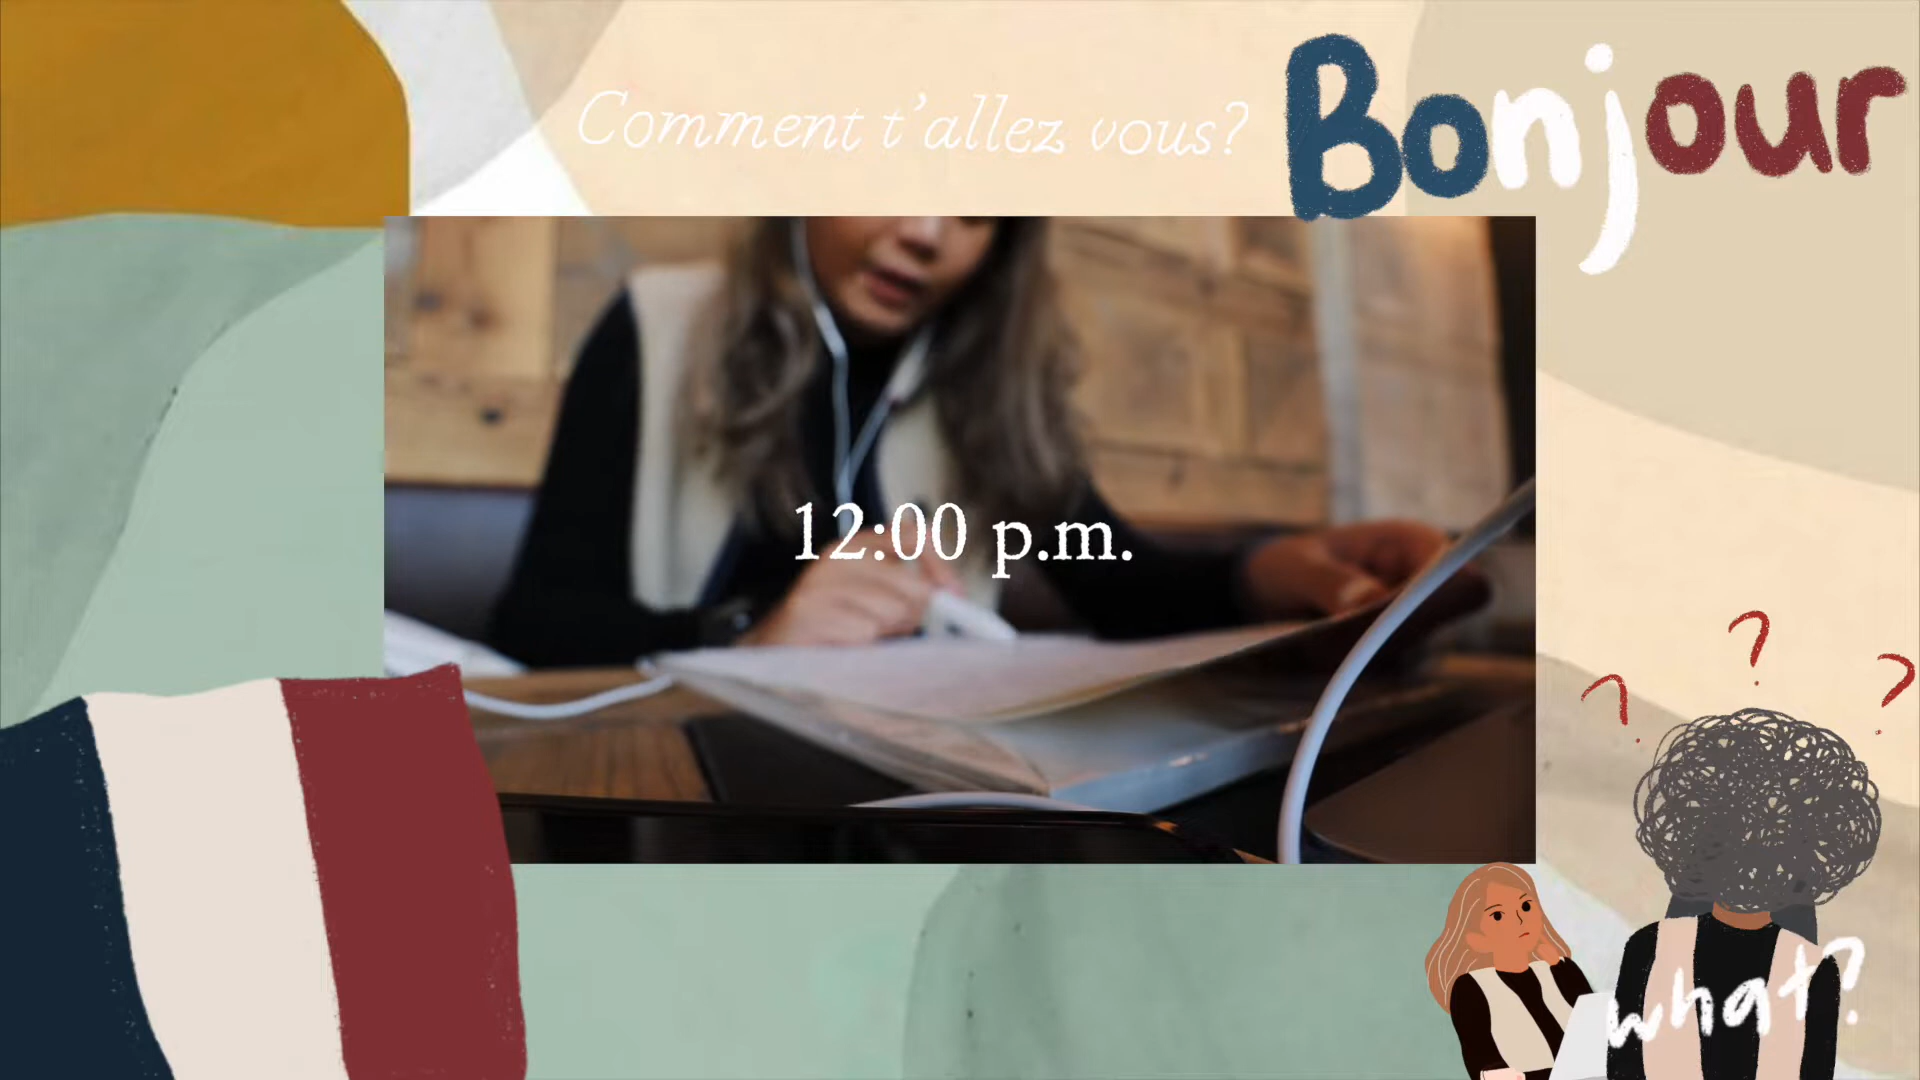 Comment t'allez vous?
Bonjour
12:00 p.m.
? ? ?
what?